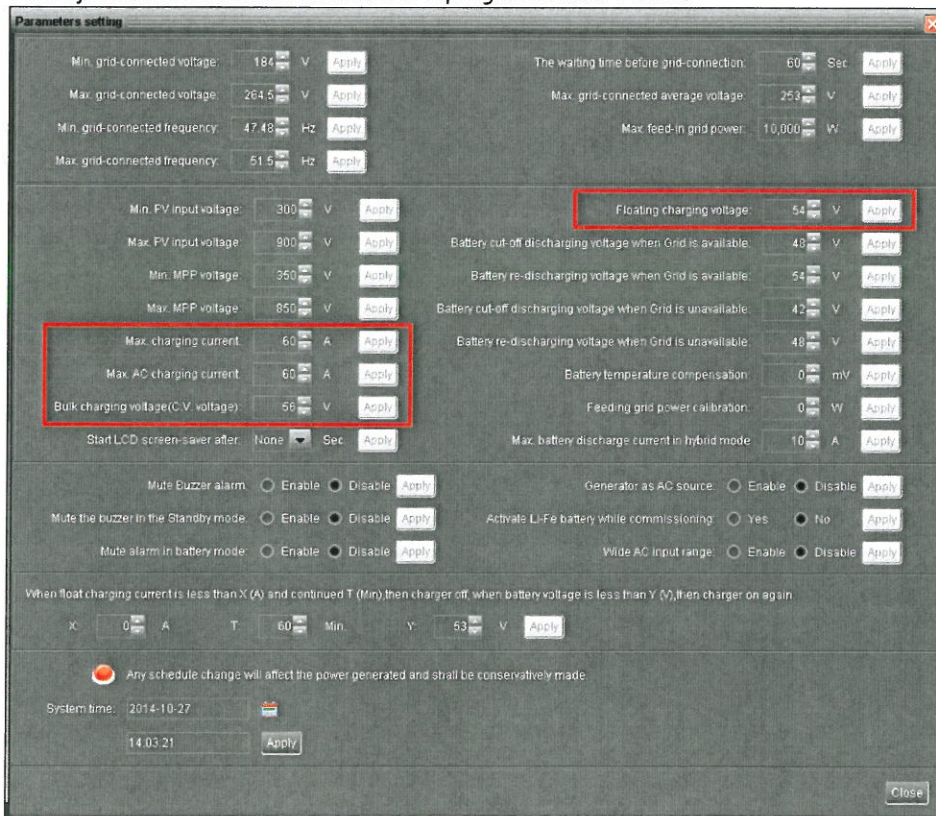 Parameters setting
Min. grid-connected voltage: 184 V Apply The waiting time before grid-connection: 60 Sec. Apply
Max. grid-connected voltage: 264.5 V Apply Max. grid-connected average voltage: 253 V Apply
Min. grid-connected frequency: 47.48 Hz Apply Max. feed-in grid power: 10,000 W Apply
Max. grid-connected frequency: 51.5 Hz Apply
Min. PV input voltage: 300 V Apply Floating charging voltage: 54 V Apply
Max. PV input voltage: 900 V Apply Battery cut-off discharging voltage when Grid is available: 48 V Apply
Min. MPP voltage: 350 V Apply Battery re-discharging voltage when Grid is available: 54 V Apply
Max. MPP voltage: 850 V Apply Battery cut-off discharging voltage when Grid is unavailable: 42 V Apply
Max. charging current: 60 A Apply Battery re-discharging voltage when Grid is unavailable: 48 V Apply
Max. AC charging current: 60 A Apply Battery temperature compensation: 0 mV Apply
Bulk charging voltage(C.V. voltage): 56 V Apply Feeding grid power calibration: 0 W Apply
Start LCD screen-saver after: None Sec. Apply Max. battery discharge current in hybrid mode: 10 A Apply
Mute Buzzer alarm: Enable Disable Apply Generator as AC source: Enable Disable Apply
Mute the buzzer in the Standby mode: Enable Disable Apply Activate Li-Fe battery while commissioning: Yes No Apply
Mute alarm in battery mode: Enable Disable Apply Wide AC input range: Enable Disable Apply
When float charging current is less than X (A) and continued T (Min),then charger off, when battery voltage is less than Y (V),then charger on again
X: 0 A T: 60 Min. Y: 53 V Apply
Any schedule change will affect the power generated and shall be conservatively made.
System time: 2014-10-27
14:03:21 Apply
Close